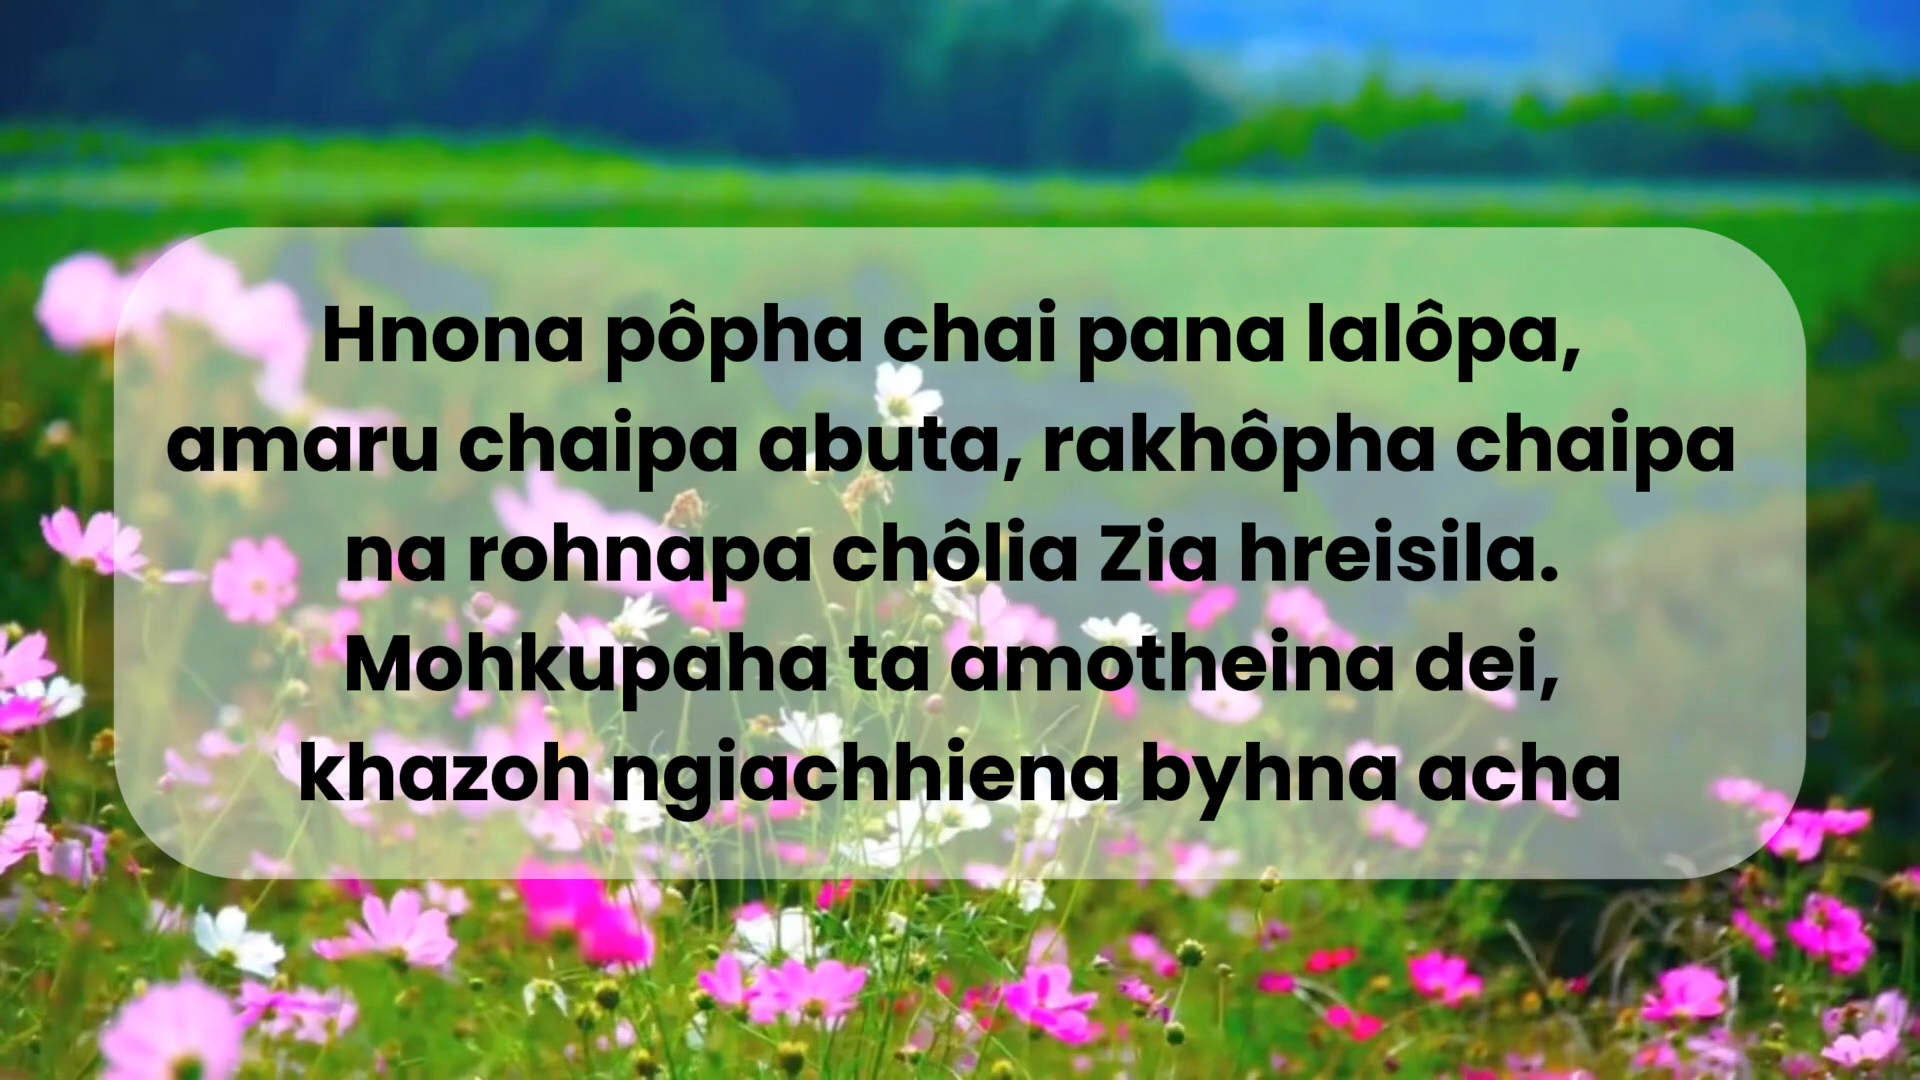 Hnona pôpha chai pana lalôpa,
amaru chaipa abuta, rakhôpha chaipa
na rohnapa chôlia Zia hreisila.
Mohkupaha ta amotheina dei,
khazoh ngiachhiena byhna acha